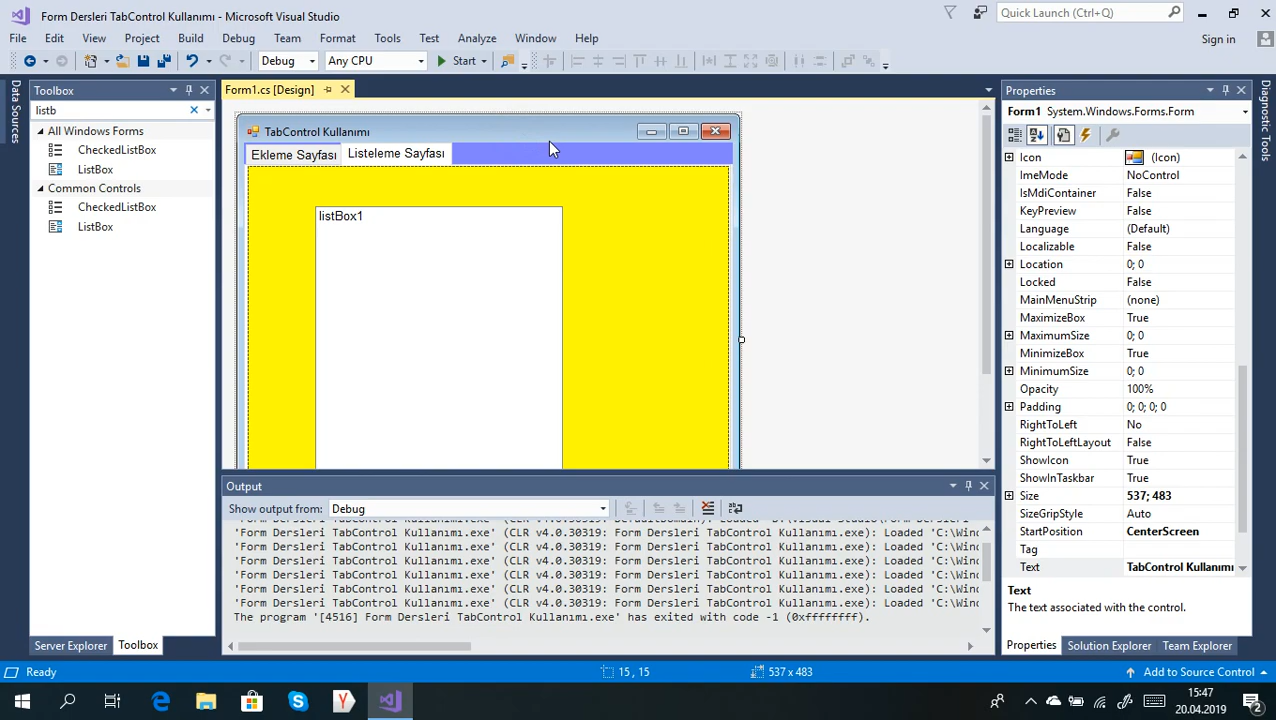 Form Dersleri TabControl Kullanımı - Microsoft Visual Studio
Quick Launch (Ctrl+Q)
File Edit View Project Build Debug Team Format Tools Test Analyze Window Help
Sign in
Debug Any CPU Start
Data Sources
Toolbox
listb
All Windows Forms
CheckedListBox
ListBox
Common Controls
CheckedListBox
ListBox
Server Explorer Toolbox
Form1.cs [Design]
TabControl Kullanımı
Ekleme Sayfası Listeleme Sayfası
listBox1
Output
Show output from: Debug
'Form Dersleri TabControl Kullanımı.exe' (CLR v4.0.30319: Form Dersleri TabControl Kullanımı.exe): Loaded 'C:\Winc
'Form Dersleri TabControl Kullanımı.exe' (CLR v4.0.30319: Form Dersleri TabControl Kullanımı.exe): Loaded 'C:\Winc
'Form Dersleri TabControl Kullanımı.exe' (CLR v4.0.30319: Form Dersleri TabControl Kullanımı.exe): Loaded 'C:\Winc
'Form Dersleri TabControl Kullanımı.exe' (CLR v4.0.30319: Form Dersleri TabControl Kullanımı.exe): Loaded 'C:\Winc
'Form Dersleri TabControl Kullanımı.exe' (CLR v4.0.30319: Form Dersleri TabControl Kullanımı.exe): Loaded 'C:\Winc
'Form Dersleri TabControl Kullanımı.exe' (CLR v4.0.30319: Form Dersleri TabControl Kullanımı.exe): Loaded 'C:\Winc
The program '[4516] Form Dersleri TabControl Kullanımı.exe' has exited with code -1 (0xffffffff).
Properties
Form1 System.Windows.Forms.Form
Icon (Icon)
ImeMode NoControl
IsMdiContainer False
KeyPreview False
Language (Default)
Localizable False
Location 0; 0
Locked False
MainMenuStrip (none)
MaximizeBox True
MaximumSize 0; 0
MinimizeBox True
MinimumSize 0; 0
Opacity 100%
Padding 0; 0; 0; 0
RightToLeft No
RightToLeftLayout False
ShowIcon True
ShowInTaskbar True
Size 537; 483
SizeGripStyle Auto
StartPosition CenterScreen
Tag
Text TabControl Kullanımı
Text
The text associated with the control.
Properties Solution Explorer Team Explorer
Diagnostic Tools
Ready 15 , 15 537 x 483 Add to Source Control
15:47
20.04.2019
2